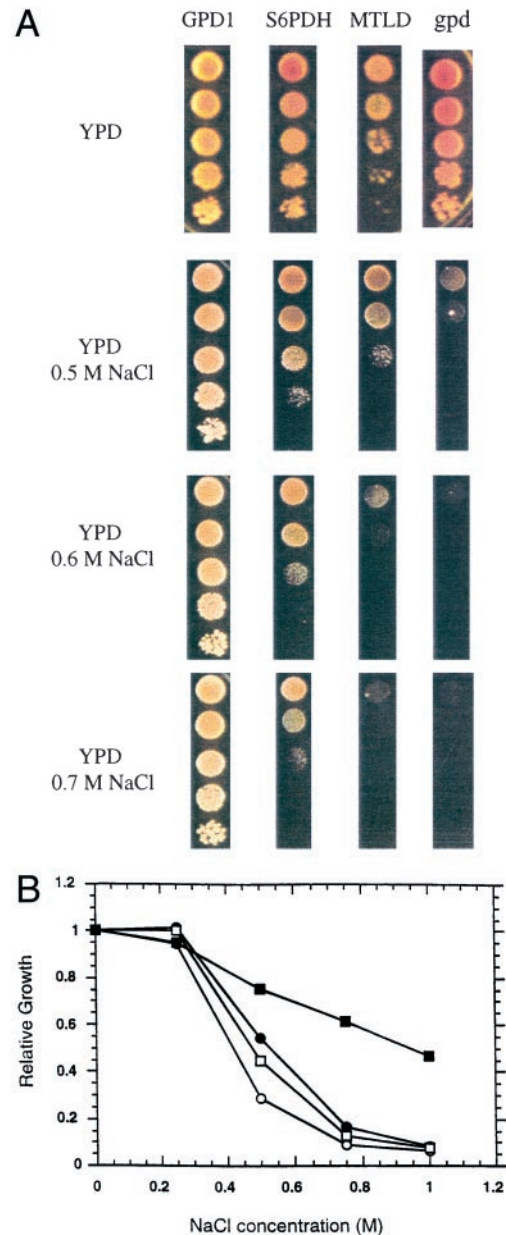 A
GPD1 S6PDH MTLD gpd
YPD
YPD
0.5 M NaCl
YPD
0.6 M NaCl
YPD
0.7 M NaCl
B
1.2
1
0.8
0.6
0.4
0.2
0
Relative Growth
0 0.2 0.4 0.6 0.8 1 1.2
NaCl concentration (M)